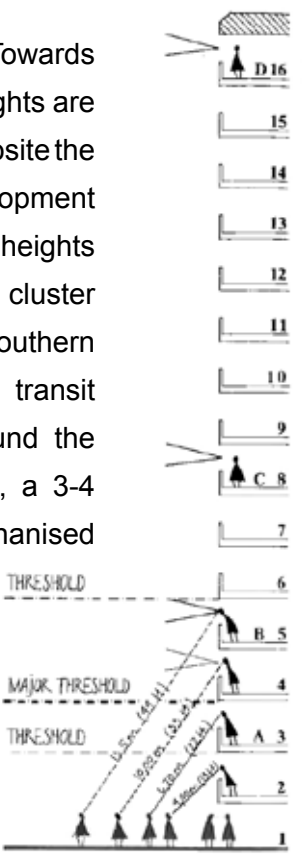 Towards
ghts are
osite the
opment
heights
cluster
outhern
transit
und the
, a 3-4
hanised
D 16
15
14
13
12
11
10
9
C 8
7
THRESHOLD 6
B 5
MAJOR THRESHOLD 4
THRESHOLD A 3
2
1